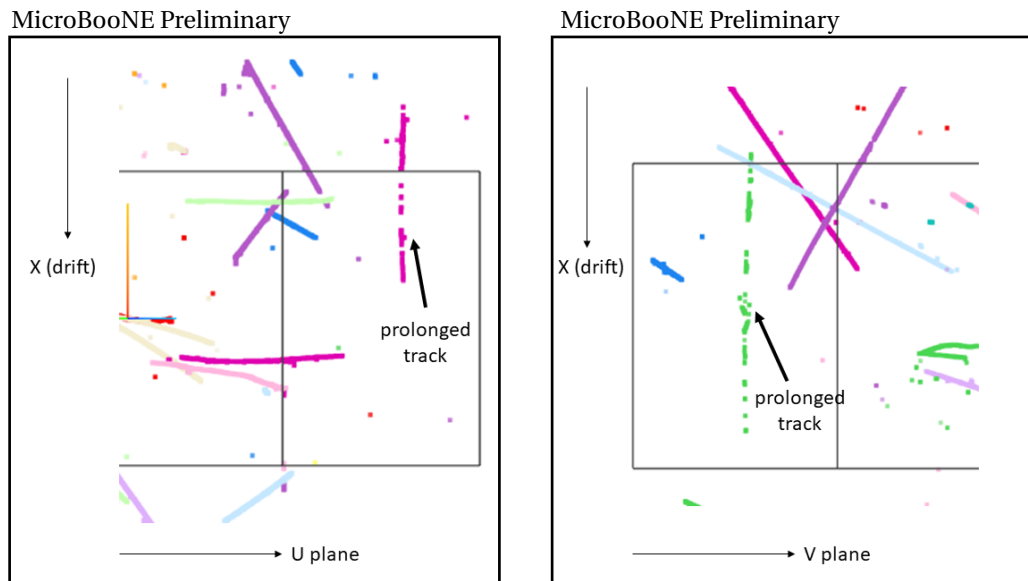 MicroBooNE Preliminary
X (drift)
prolonged
track
U plane
MicroBooNE Preliminary
X (drift)
prolonged
track
V plane